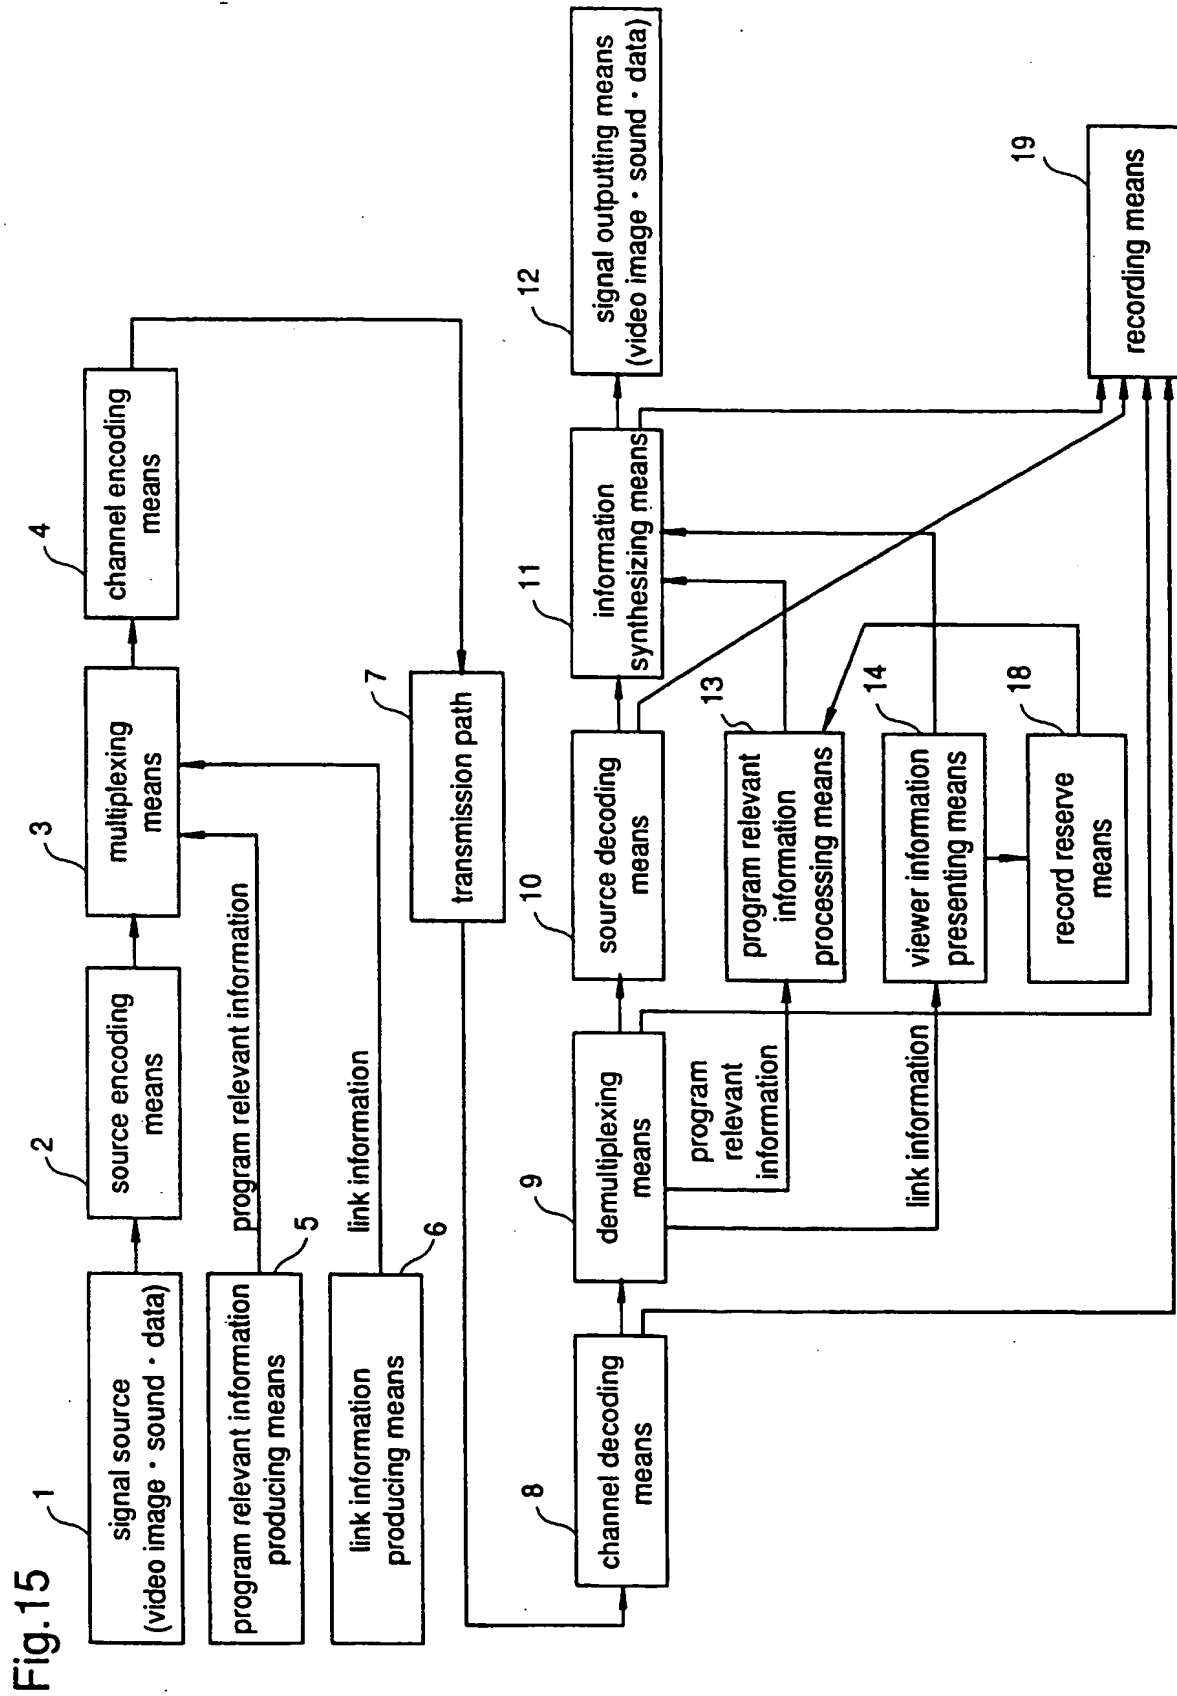 Fig.15
1
signal source
(video image・sound・data)
2
source encoding
means
3
multiplexing
means
4
channel encoding
means
program relevant information
producing means
5
program relevant information
link information
producing means
6
link information
7
transmission path
8
channel decoding
means
9
demultiplexing
means
10
source decoding
means
11
information
synthesizing means
12
signal outputting means
(video image・sound・data)
program
relevant
information
13
program relevant
information
processing means
link information
14
viewer information
presenting means
18
record reserve
means
19
recording means